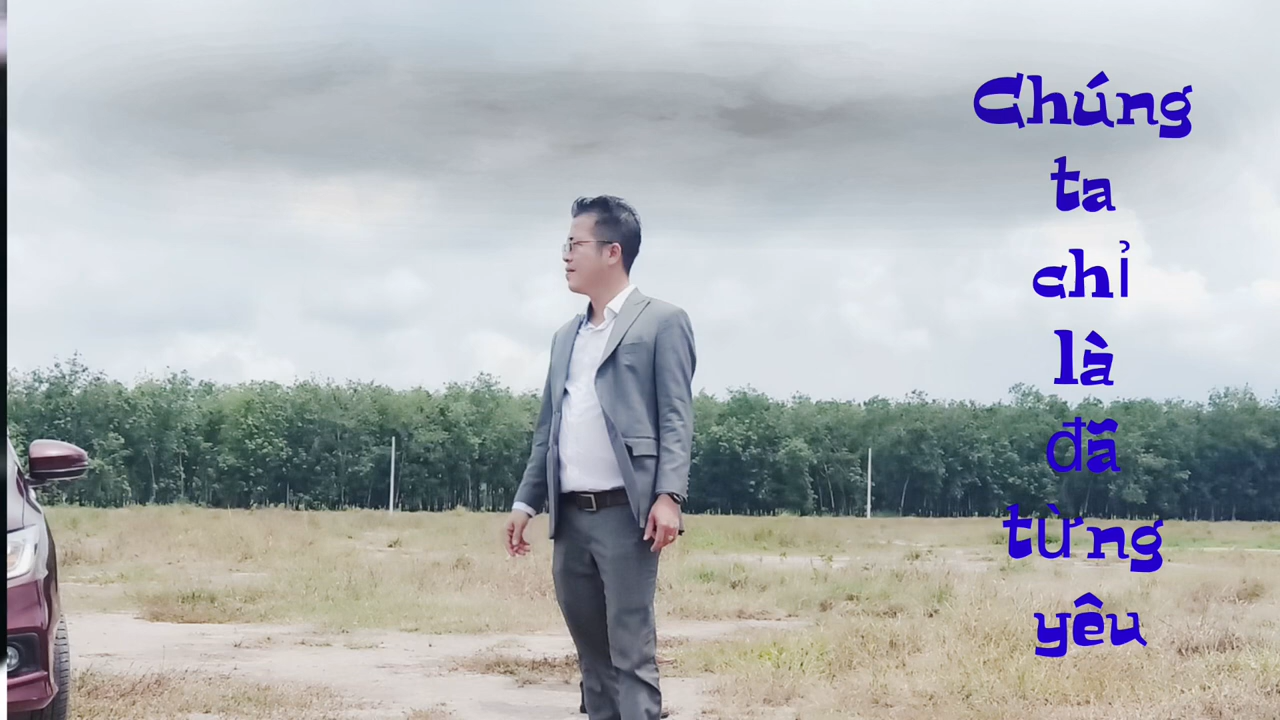 Chúng
ta
chỉ
là
đã
từng
yêu